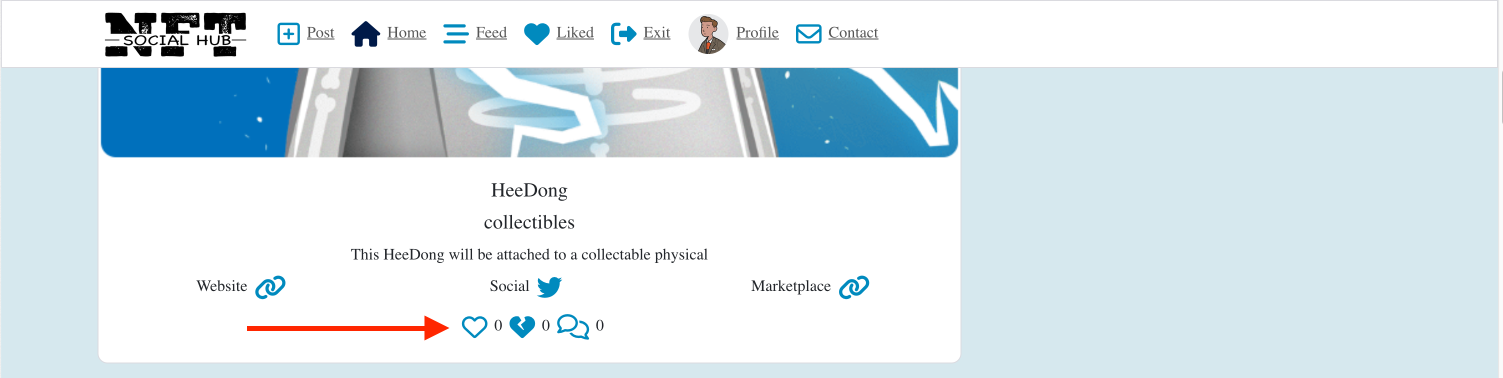 NFT
SOCIAL HUB
Post Home Feed Liked Exit Profile Contact
HeeDong
collectibles
This HeeDong will be attached to a collectable physical
Website Social Marketplace
0 0 0